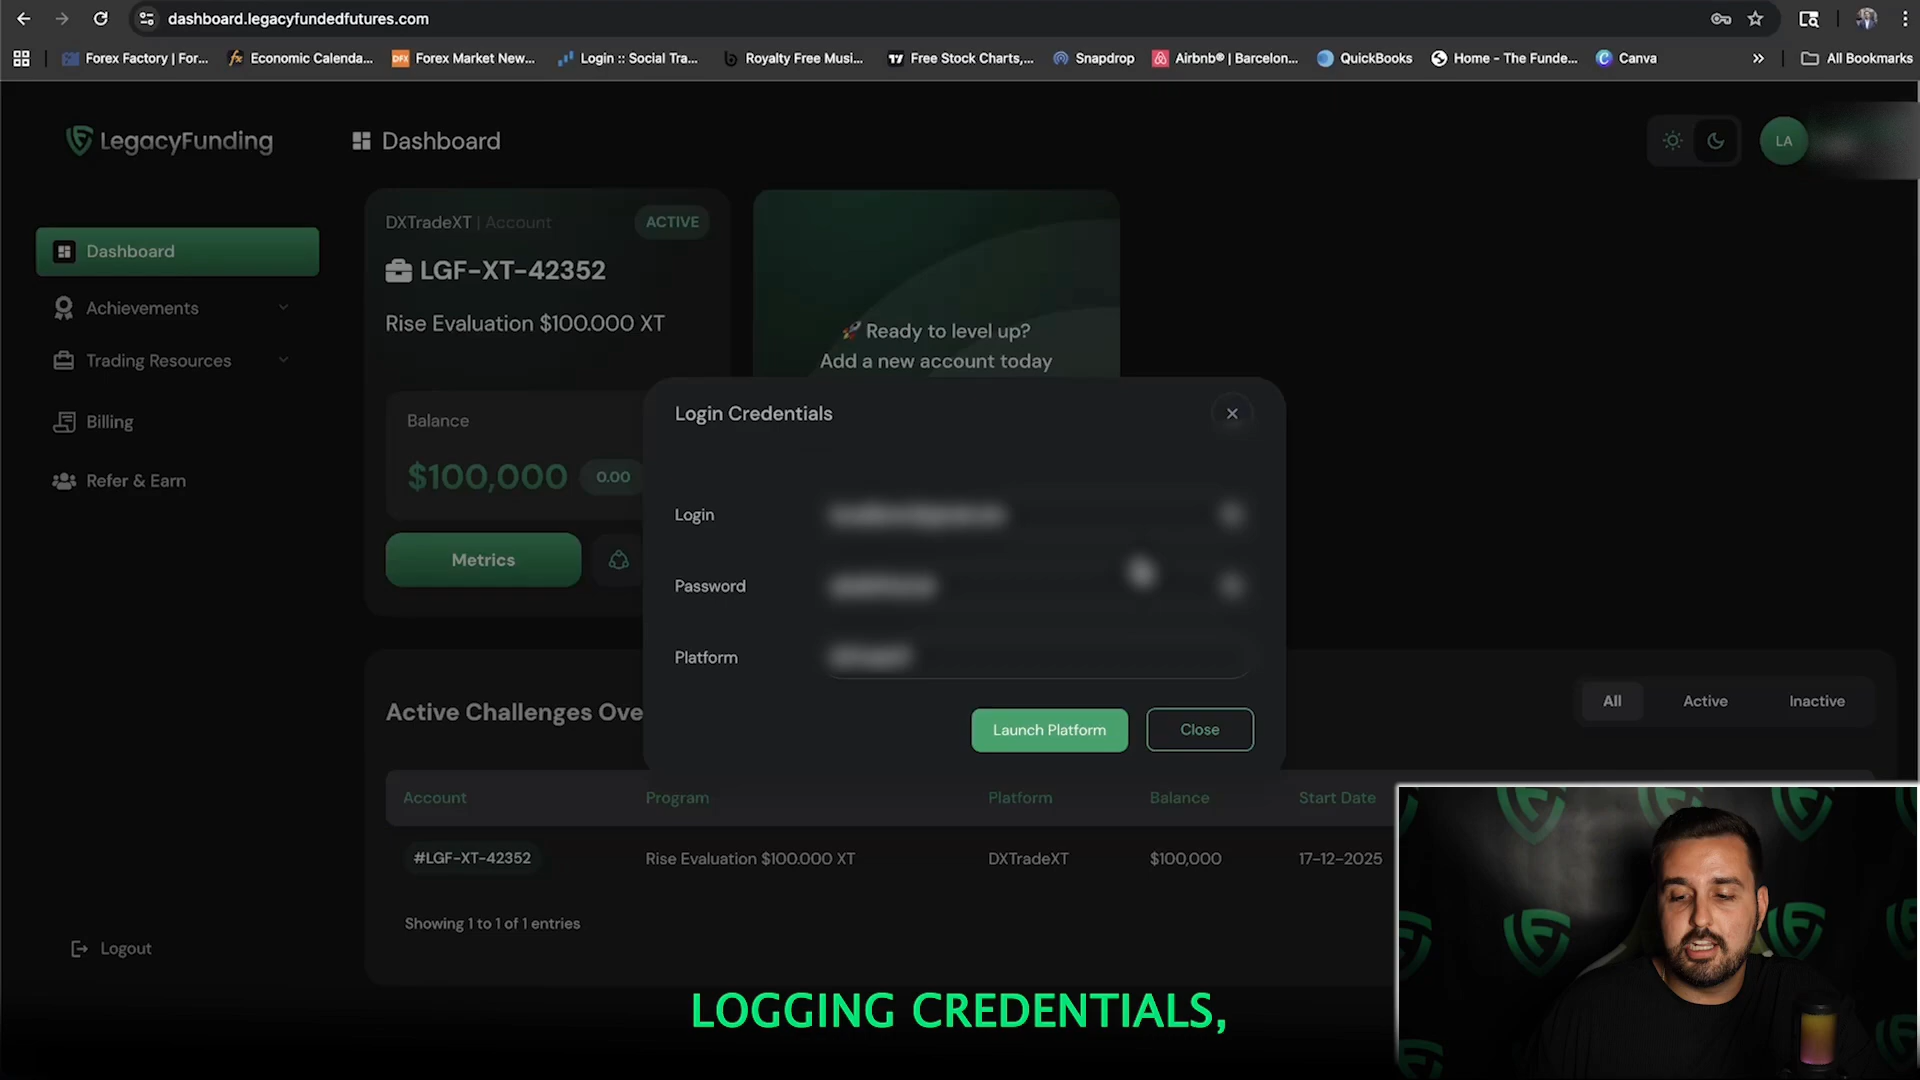 dashboard.legacyfundedfutures.com
Forex Factory | For...
Economic Calenda...
Forex Market New...
Login :: Social Tra...
Royalty Free Musi...
Free Stock Charts,...
Snapdrop
Airbnb® | Barcelon...
QuickBooks
Home - The Funde...
Canva
All Bookmarks
LegacyFunding
Dashboard
LA
Dashboard
Achievements
Trading Resources
Billing
Refer & Earn
Logout
DXTradeXT | Account
ACTIVE
LGF-XT-42352
Rise Evaluation $100.000 XT
Balance
$100,000
0.00
Metrics
🚀 Ready to level up?
Add a new account today
Login Credentials
Login
Password
Platform
Launch Platform
Close
Active Challenges Ove
All
Active
Inactive
Account
Program
Platform
Balance
Start Date
#LGF-XT-42352
Rise Evaluation $100.000 XT
DXTradeXT
$100,000
17-12-2025
Showing 1 to 1 of 1 entries
LOGGING CREDENTIALS,